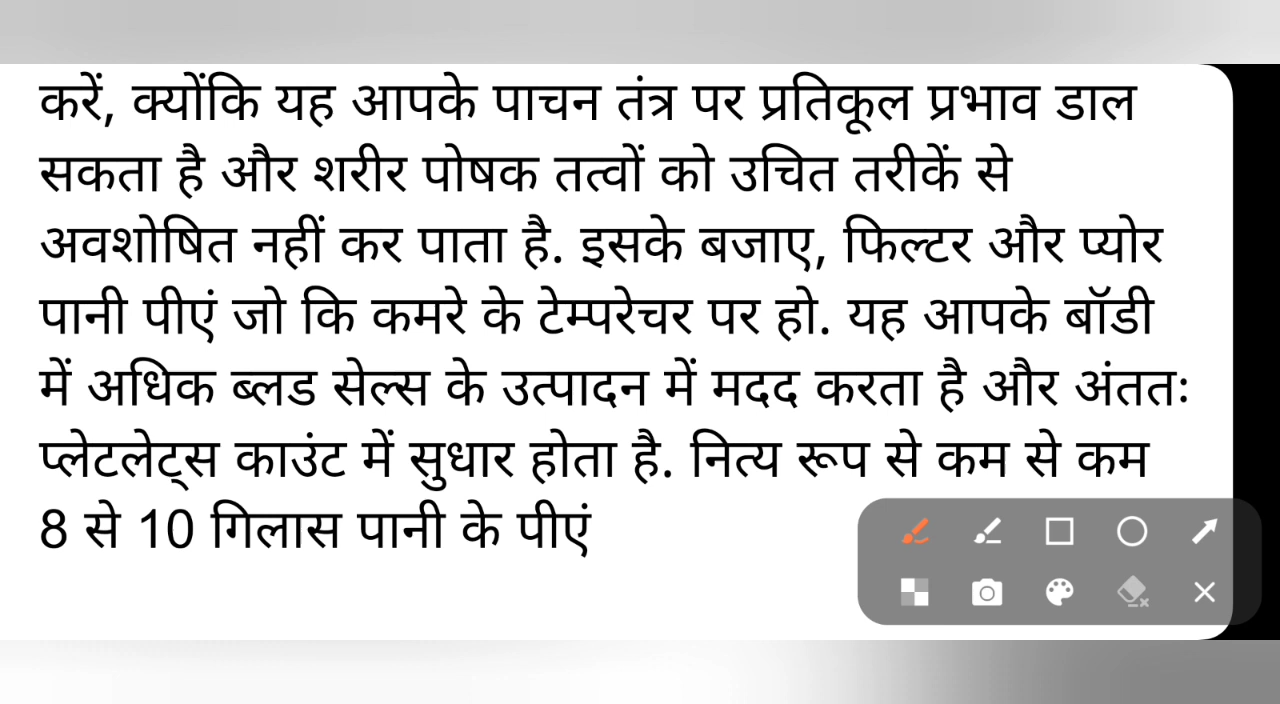 करें, क्योंकि यह आपके पाचन तंत्र पर प्रतिकूल प्रभाव डाल
सकता है और शरीर पोषक तत्वों को उचित तरीकें से
अवशोषित नहीं कर पाता है. इसके बजाए, फिल्टर और प्योर
पानी पीएं जो कि कमरे के टेम्परेचर पर हो. यह आपके बॉडी
में अधिक ब्लड सेल्स के उत्पादन में मदद करता है और अंततः
प्लेटलेट्स काउंट में सुधार होता है. नित्य रूप से कम से कम
8 से 10 गिलास पानी के पीएं